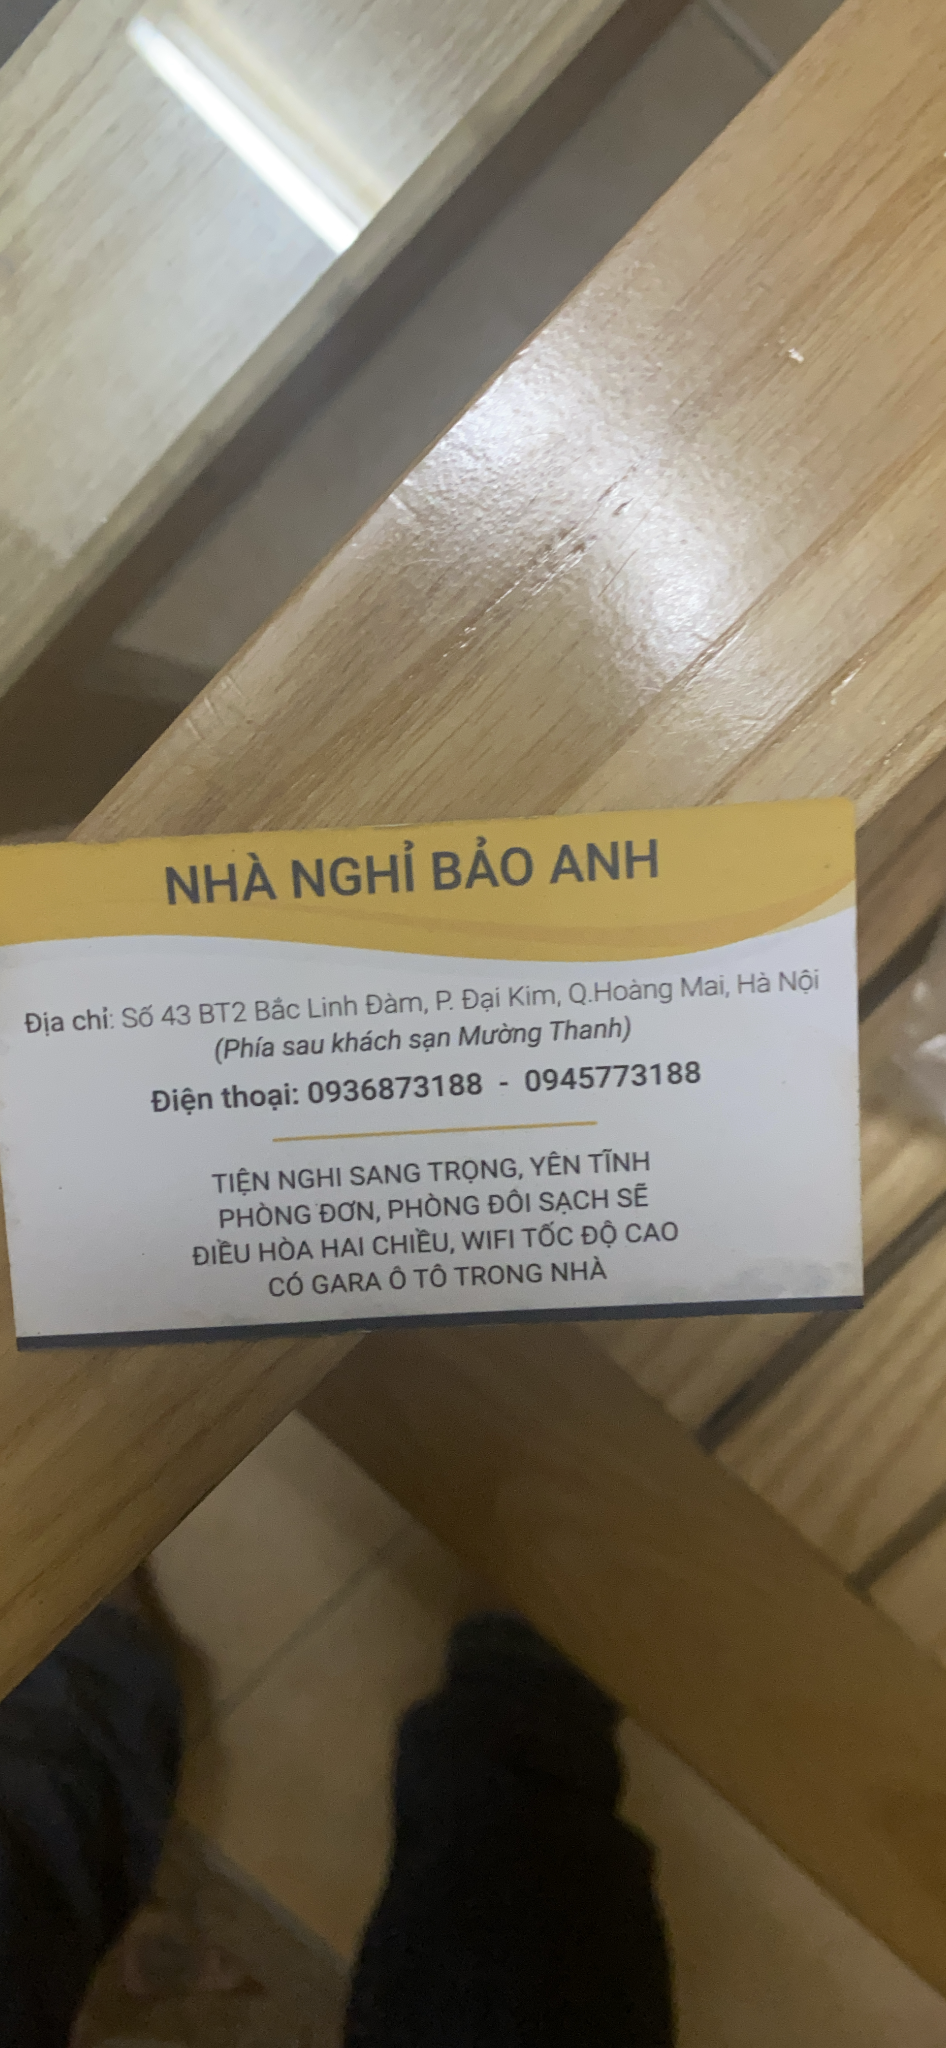 NHÀ NGHỈ BẢO ANH
Địa chỉ: Số 43 BT2 Bắc Linh Đàm, P. Đại Kim, Q.Hoàng Mai, Hà Nội
(Phía sau khách sạn Mường Thanh)
Điện thoại: 0936873188 - 0945773188
TIỆN NGHI SANG TRỌNG, YÊN TĨNH
PHÒNG ĐƠN, PHÒNG ĐÔI SẠCH SẼ
ĐIỀU HÒA HAI CHIỀU, WIFI TỐC ĐỘ CAO
CÓ GARA Ô TÔ TRONG NHÀ